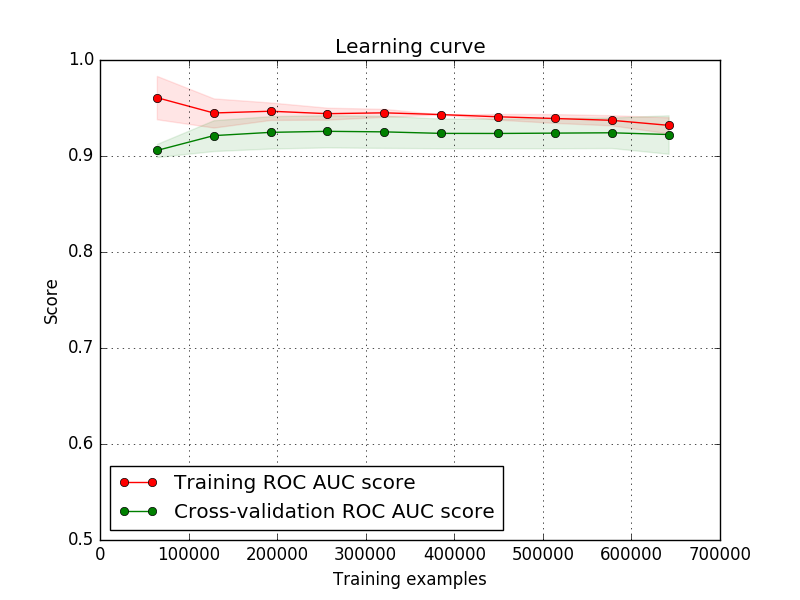 Learning curve
1.0
0.9
0.8
0.7
0.6
0.5
Score
Training ROC AUC score
Cross-validation ROC AUC score
0 100000 200000 300000 400000 500000 600000 700000
Training examples